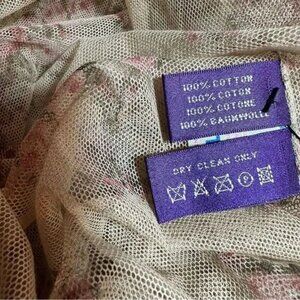 100% COTTON
100% COTON
100% COTONE
100% BAUMWOLLE
DRY CLEAN ONLY